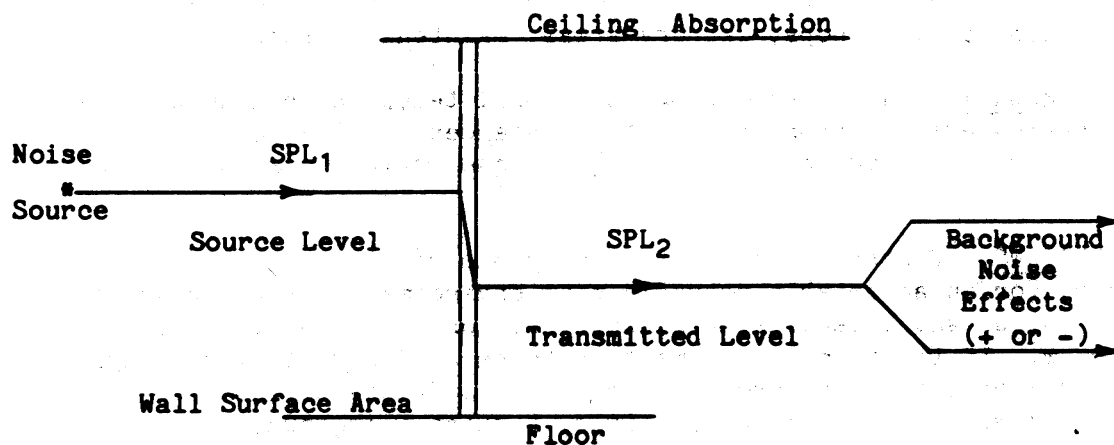 Ceiling Absorption
Noise
SPL1
*
Source
Source Level
SPL2
Background
Noise
Effects
(+ or -)
Transmitted Level
Wall Surface Area
Floor